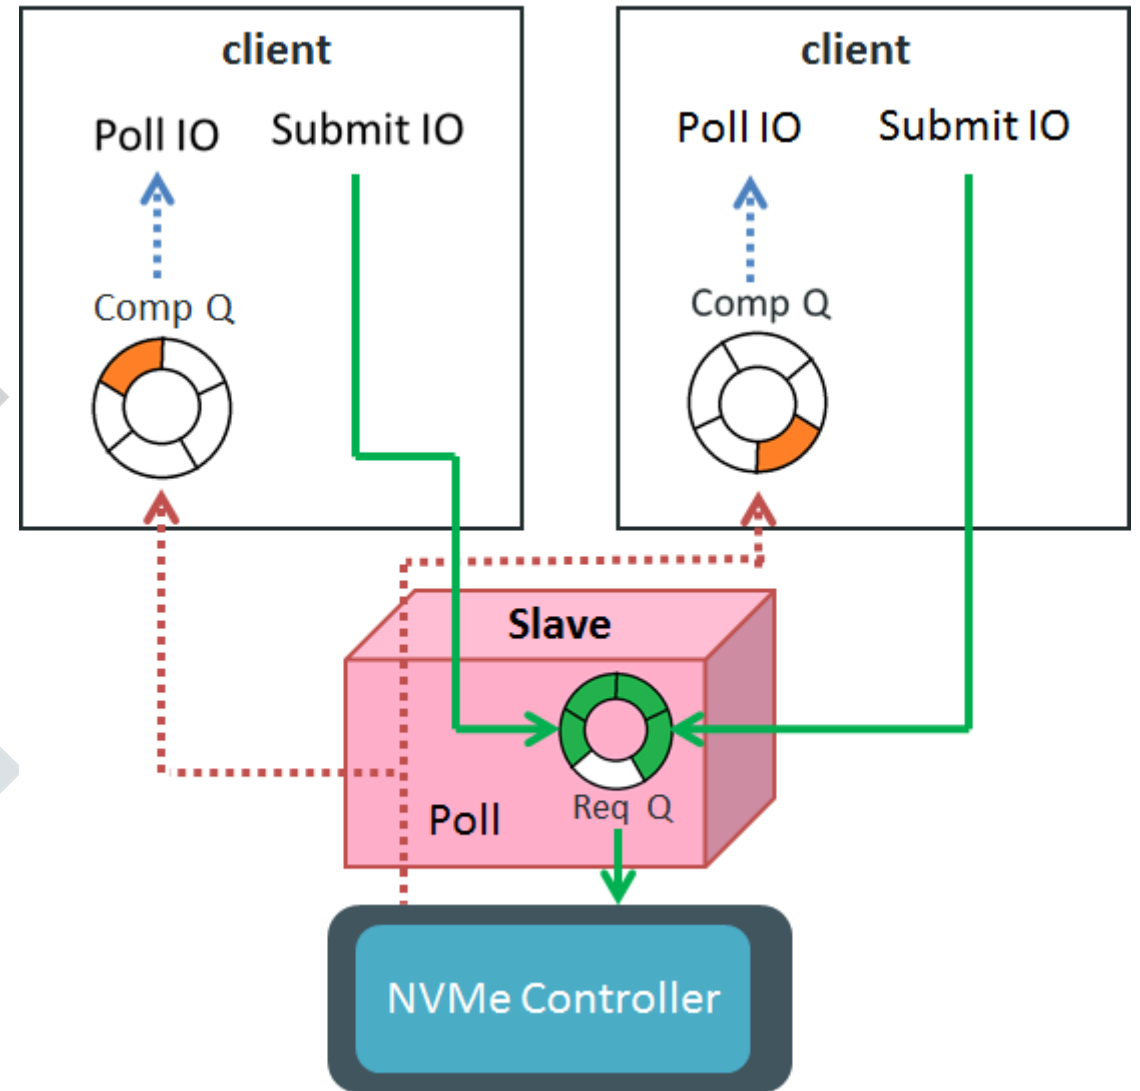 client
Poll IO
Submit IO
Comp Q
client
Poll IO
Submit IO
Comp Q
Slave
Req Q
Poll
NVMe Controller